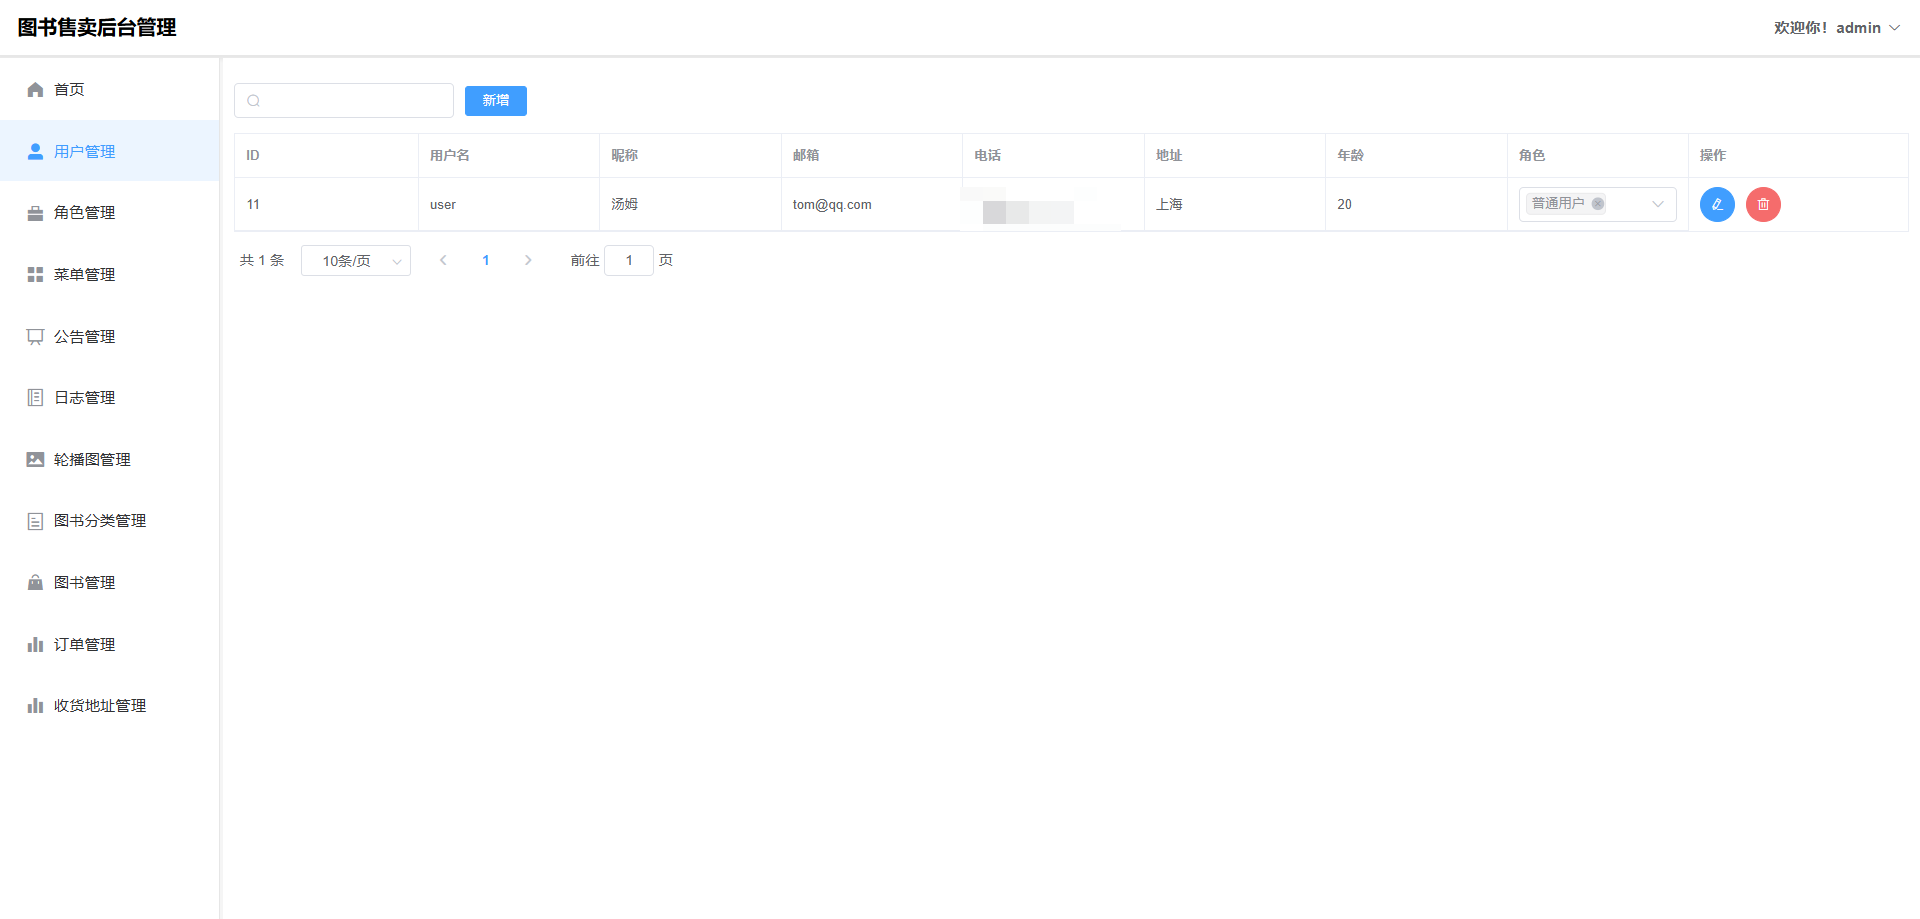 图书售卖后台管理
欢迎你！admin
首页
用户管理
角色管理
菜单管理
公告管理
日志管理
轮播图管理
图书分类管理
图书管理
订单管理
收货地址管理
新增
ID 用户名 昵称 邮箱 电话 地址 年龄 角色 操作
11 user 汤姆 tom@qq.com 上海 20 普通用户
共 1 条 10条/页 1 前往 1 页